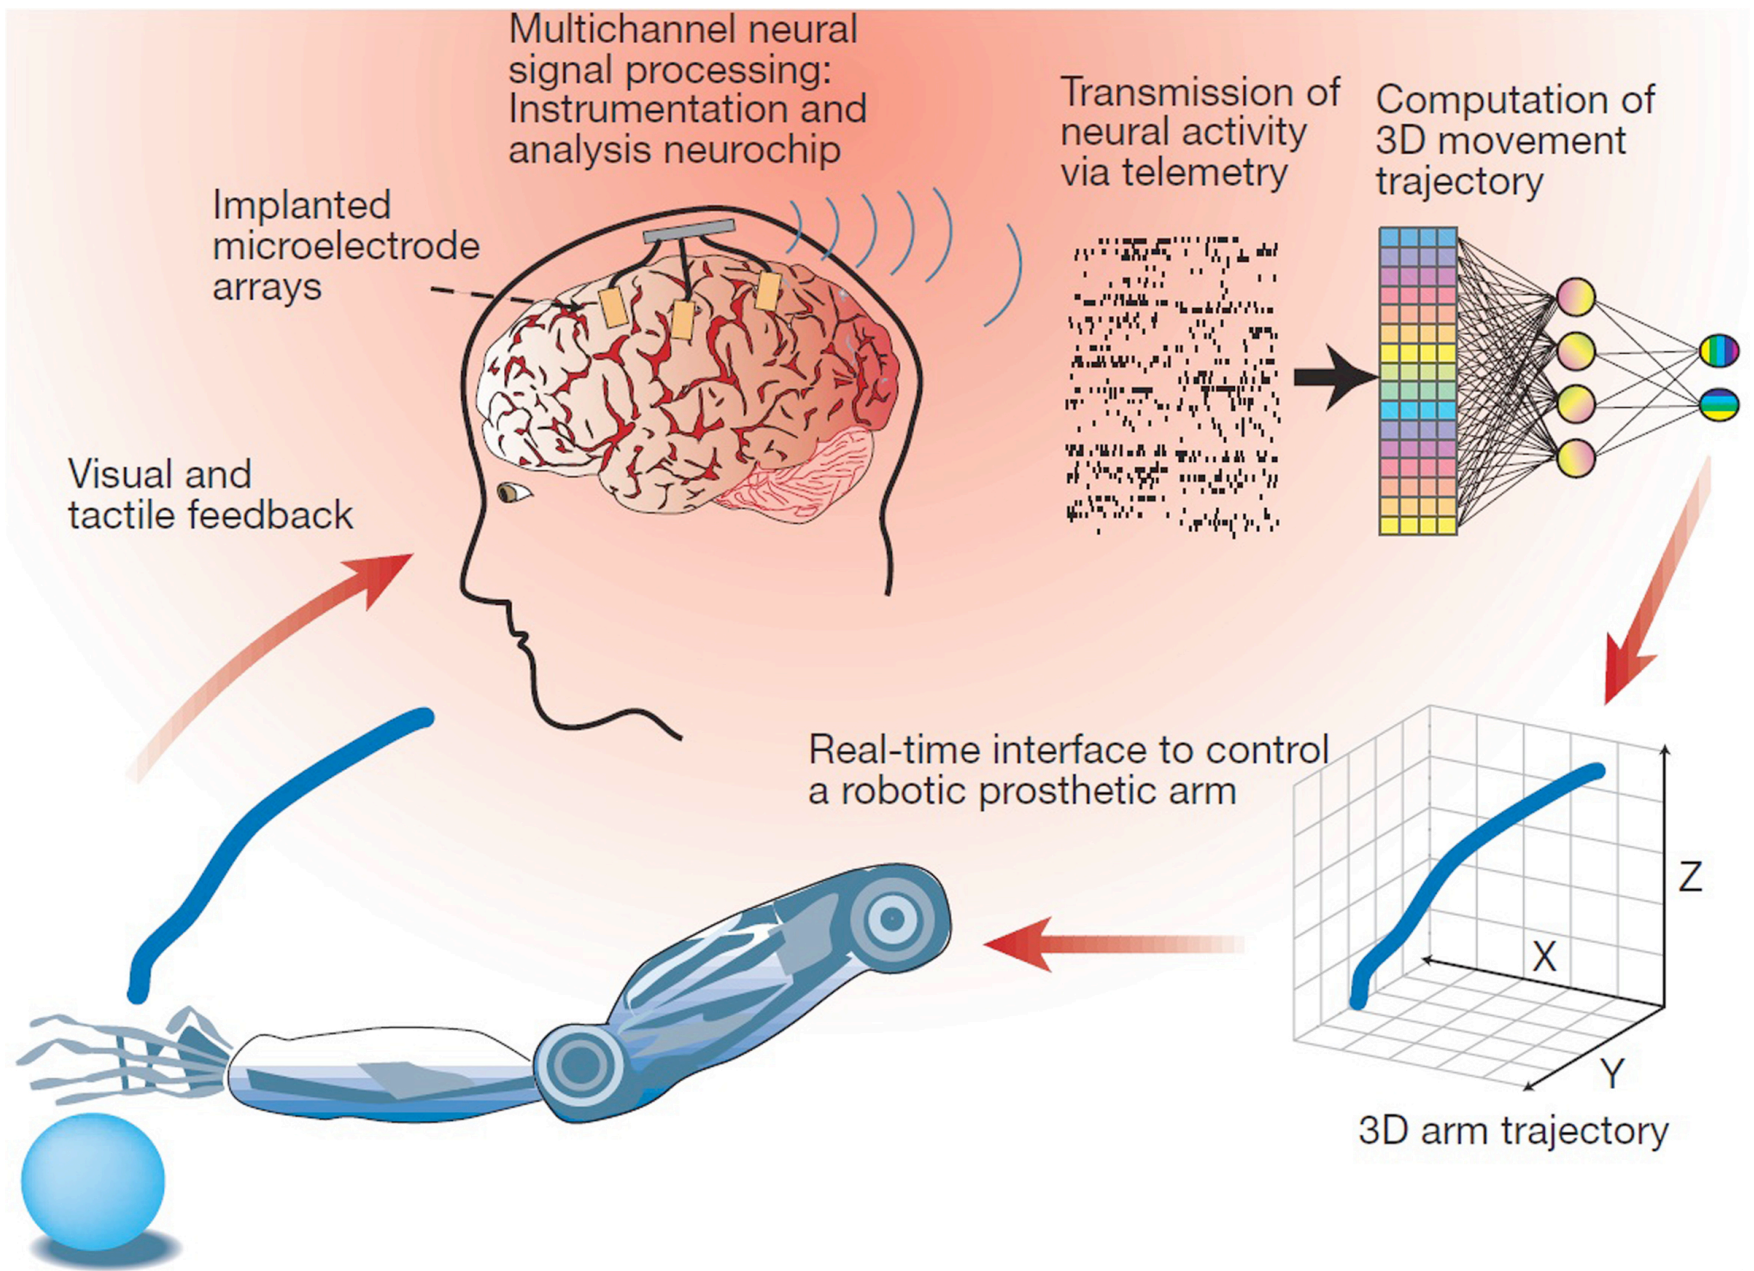 Multichannel neural
signal processing:
Instrumentation and
analysis neurochip
Transmission of
neural activity
via telemetry
Computation of
3D movement
trajectory
Implanted
microelectrode
arrays
Visual and
tactile feedback
Real-time interface to control
a robotic prosthetic arm
Z
X
Y
3D arm trajectory